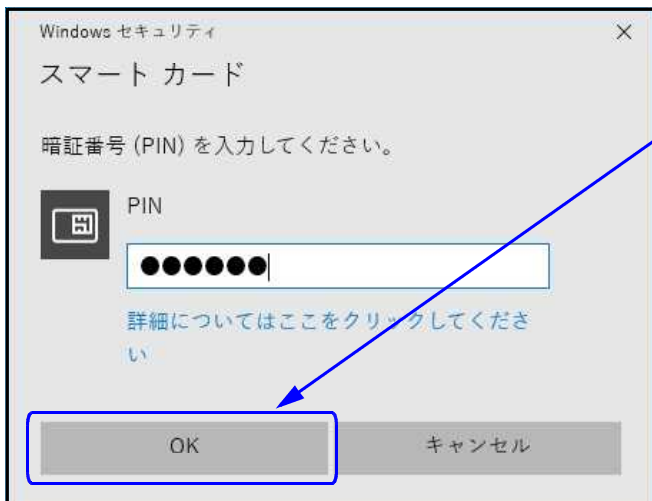 Windows セキュリティ
スマート カード
暗証番号 (PIN) を入力してください。
PIN
●●●●●●
詳細についてはここをクリックしてくださ
い
OK
キャンセル